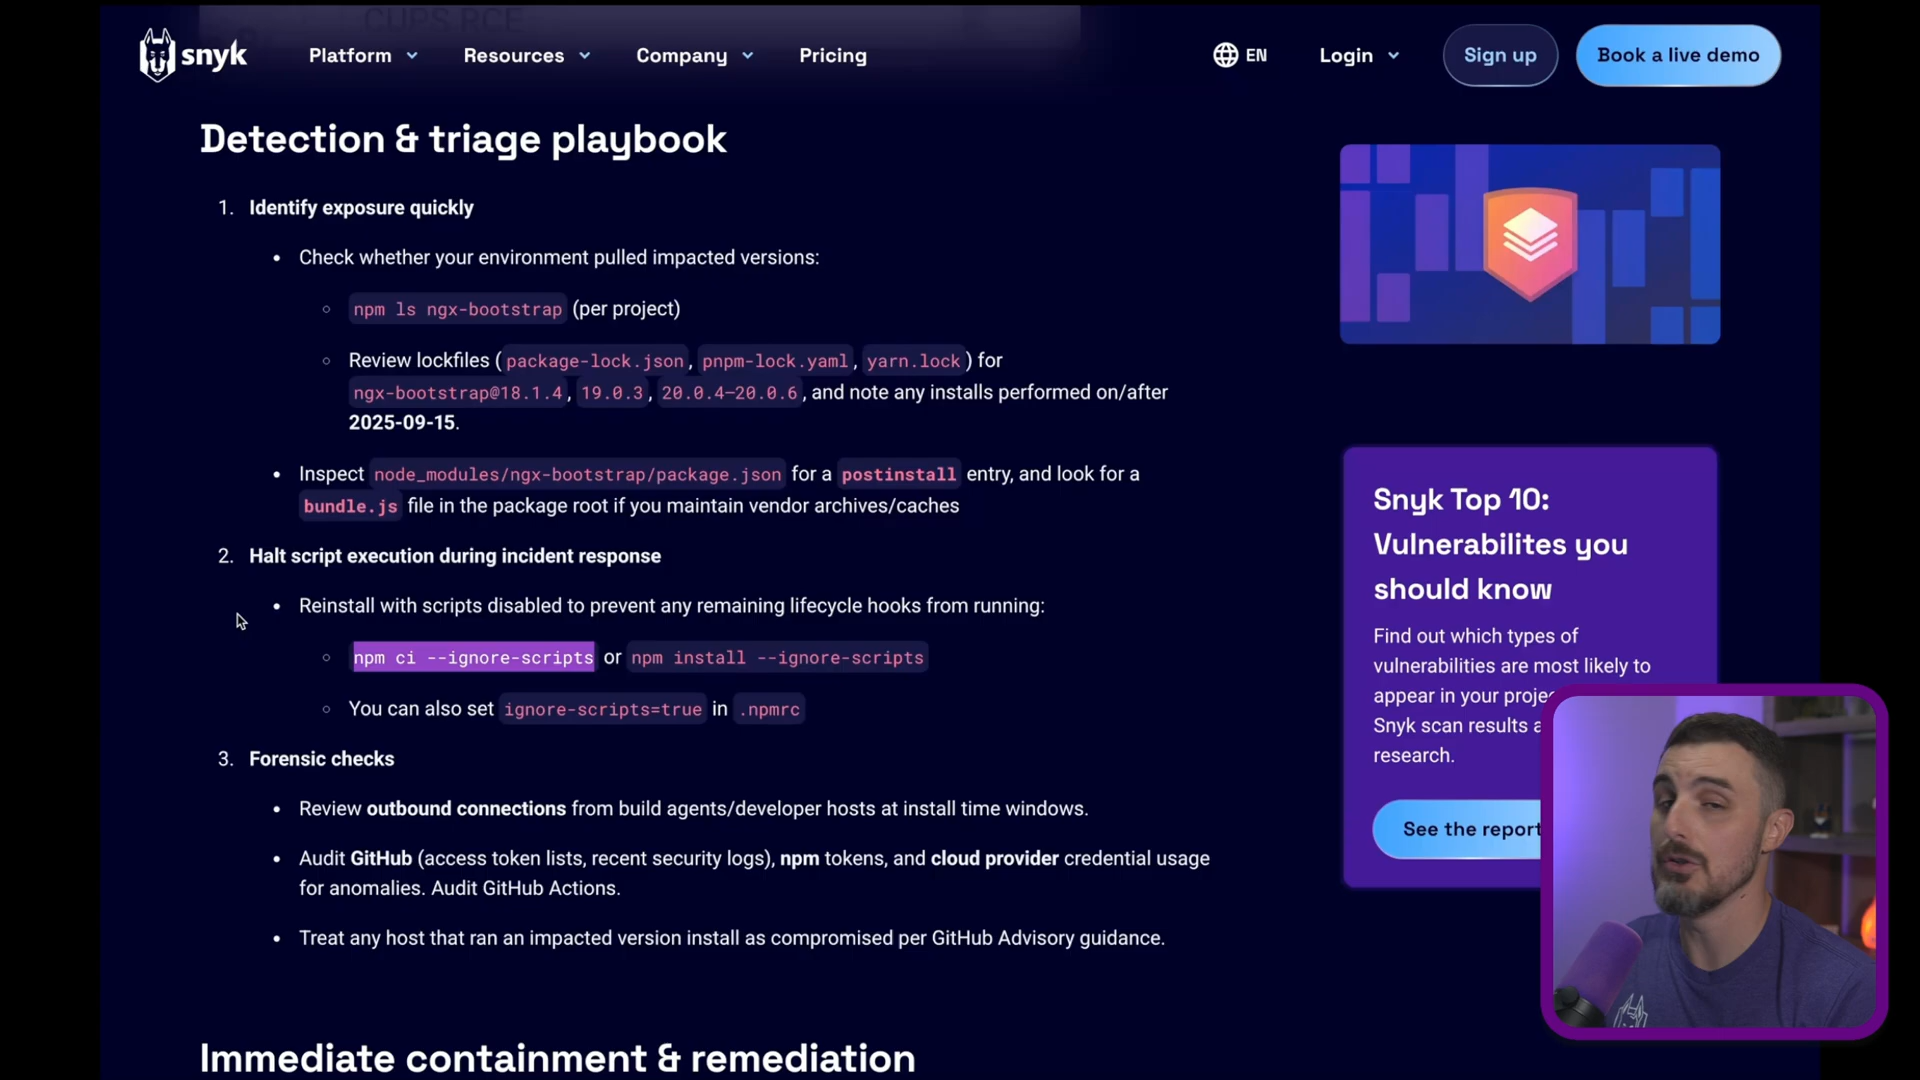 CUPS RCE
snyk
Platform
Resources
Company
Pricing
EN
Login
Sign up
Book a live demo
Detection & triage playbook
1. Identify exposure quickly
• Check whether your environment pulled impacted versions:
○ npm ls ngx-bootstrap (per project)
○ Review lockfiles (package-lock.json, pnpm-lock.yaml, yarn.lock) for
ngx-bootstrap@18.1.4, 19.0.3, 20.0.4–20.0.6, and note any installs performed on/after
2025-09-15.
• Inspect node_modules/ngx-bootstrap/package.json for a postinstall entry, and look for a
bundle.js file in the package root if you maintain vendor archives/caches
2. Halt script execution during incident response
• Reinstall with scripts disabled to prevent any remaining lifecycle hooks from running:
○ npm ci --ignore-scripts or npm install --ignore-scripts
○ You can also set ignore-scripts=true in .npmrc
3. Forensic checks
• Review outbound connections from build agents/developer hosts at install time windows.
• Audit GitHub (access token lists, recent security logs), npm tokens, and cloud provider credential usage
for anomalies. Audit GitHub Actions.
• Treat any host that ran an impacted version install as compromised per GitHub Advisory guidance.
Immediate containment & remediation
Snyk Top 10:
Vulnerabilites you
should know
Find out which types of
vulnerabilities are most likely to
appear in your
Snyk scan results
research.
See the report